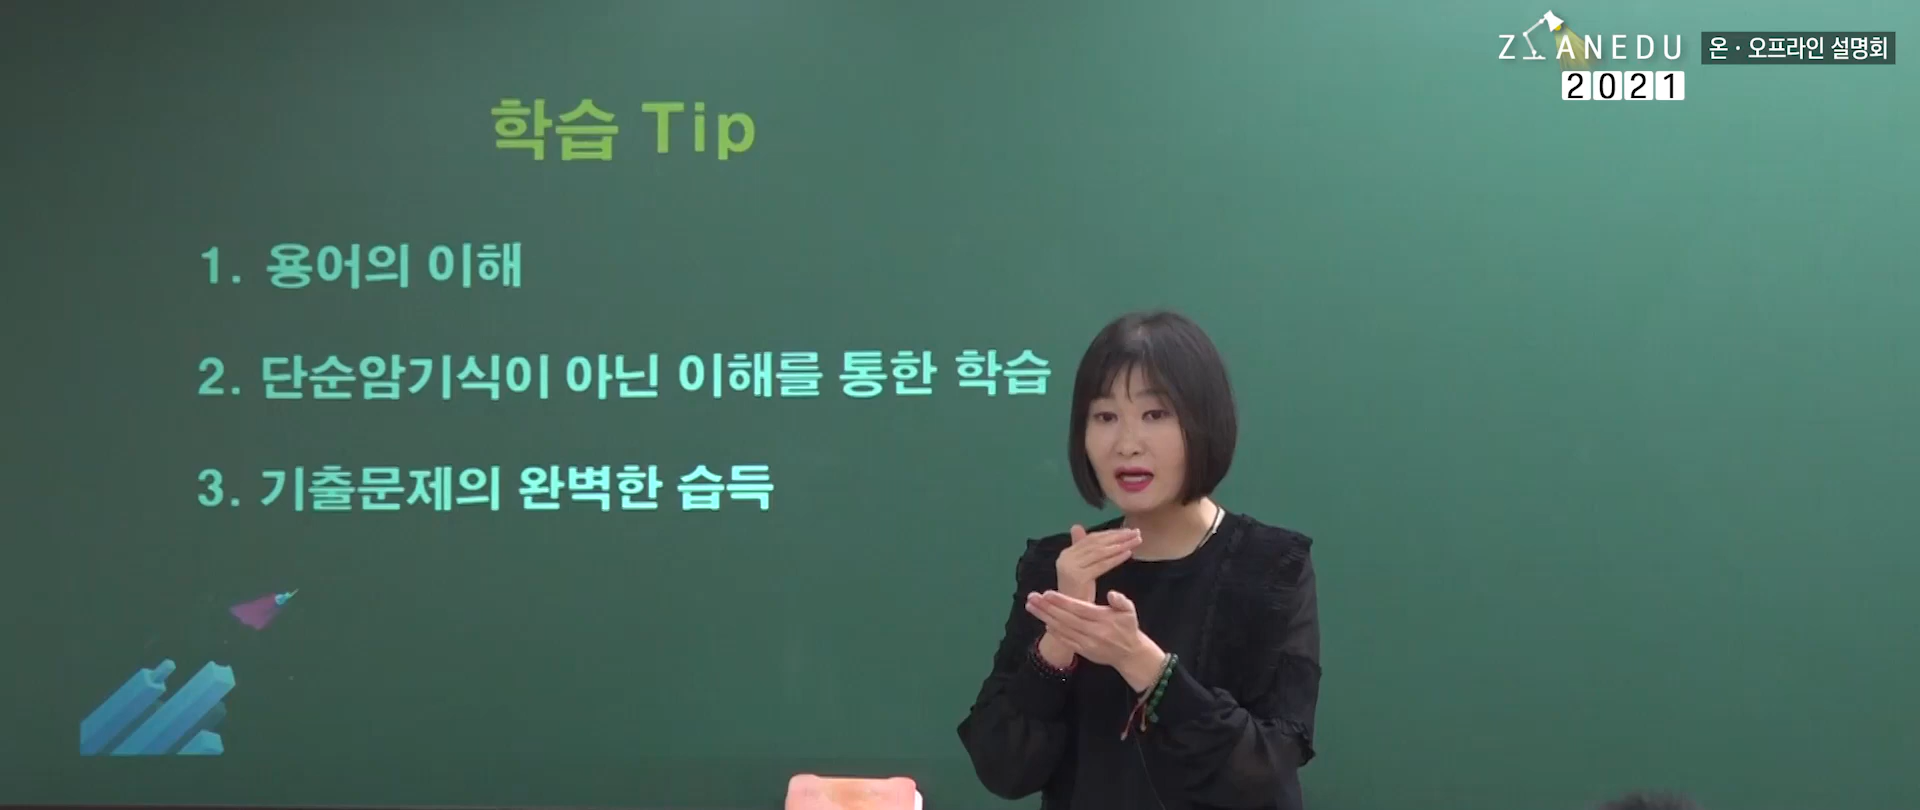 ZIANEDU 온·오프라인 설명회
2021
학습 Tip
1. 용어의 이해
2. 단순암기식이 아닌 이해를 통한 학습
3. 기출문제의 완벽한 습득